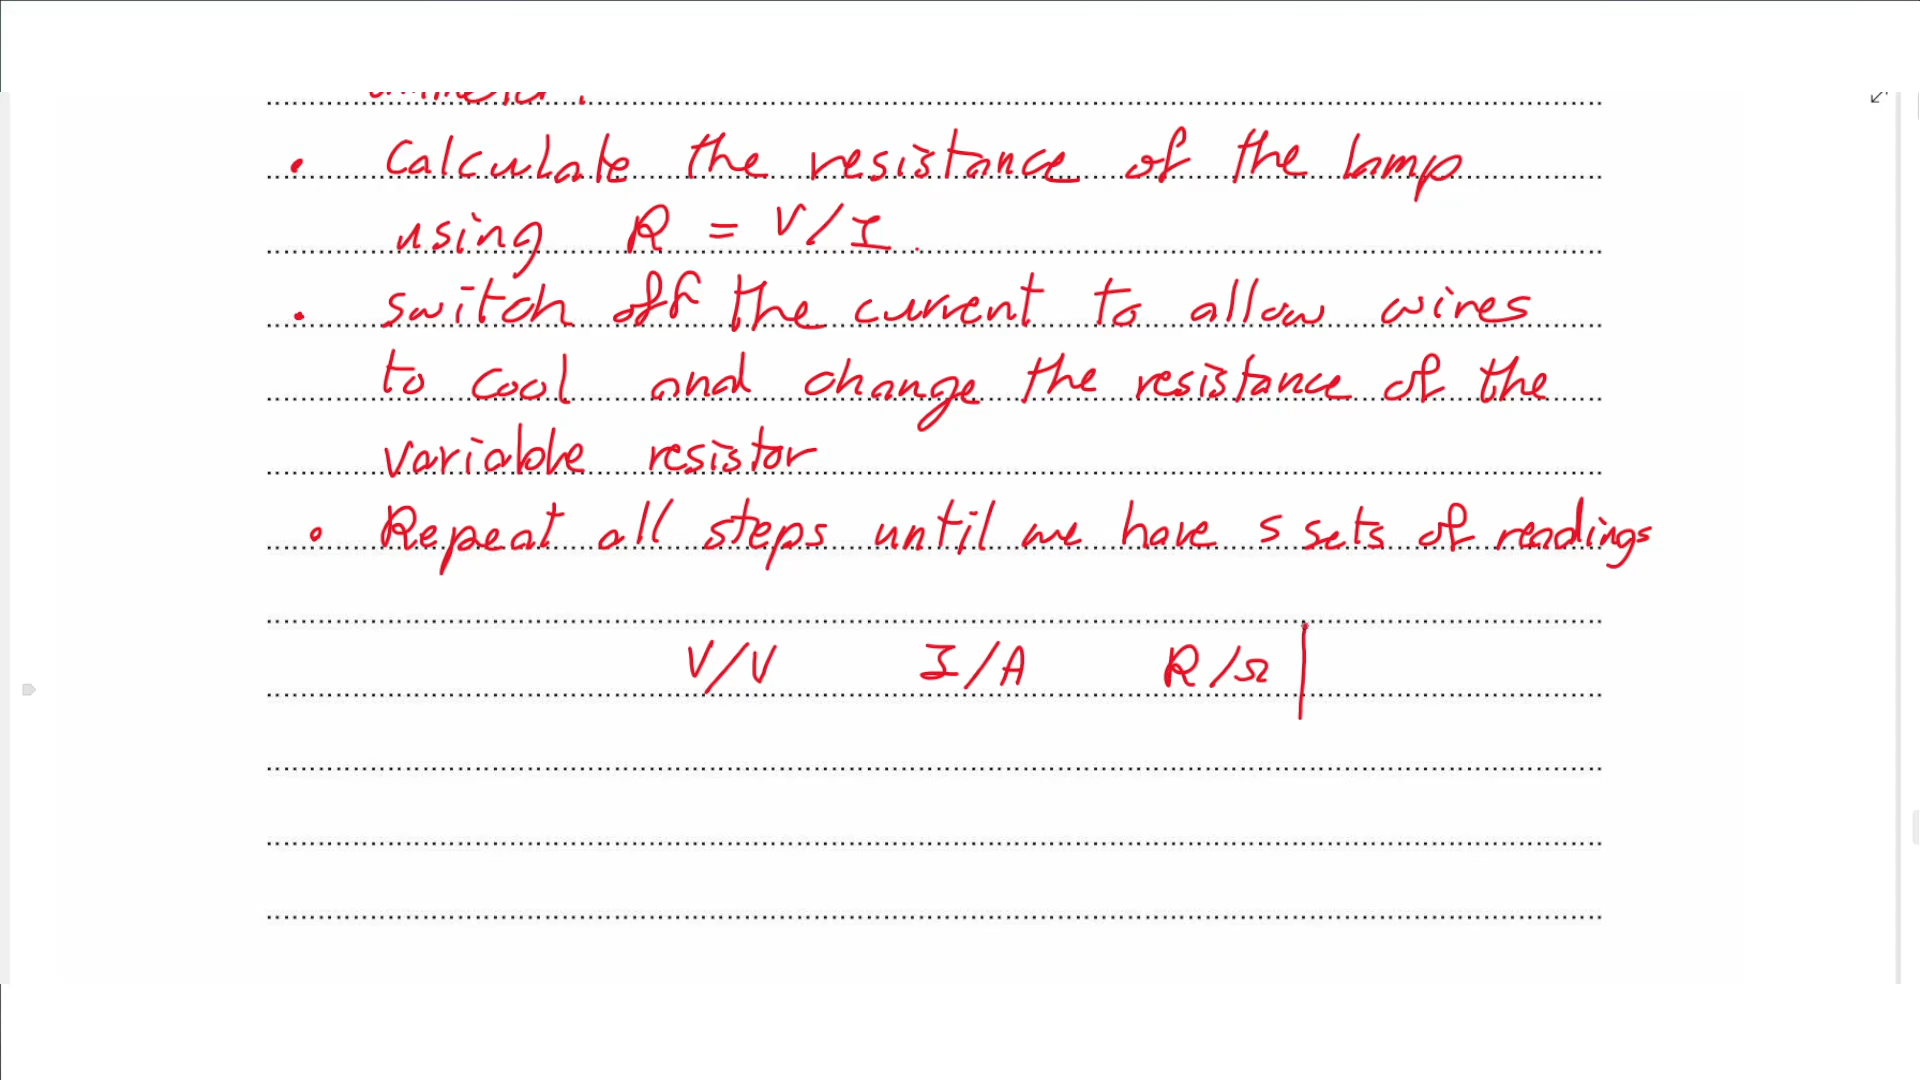 • Calculate the resistance of the lamp
using R = V/I.
• switch off the current to allow wires
to cool and change the resistance of the
variable resistor
• Repeat all steps until we have 5 sets of readings
V/V I/A R/Ω